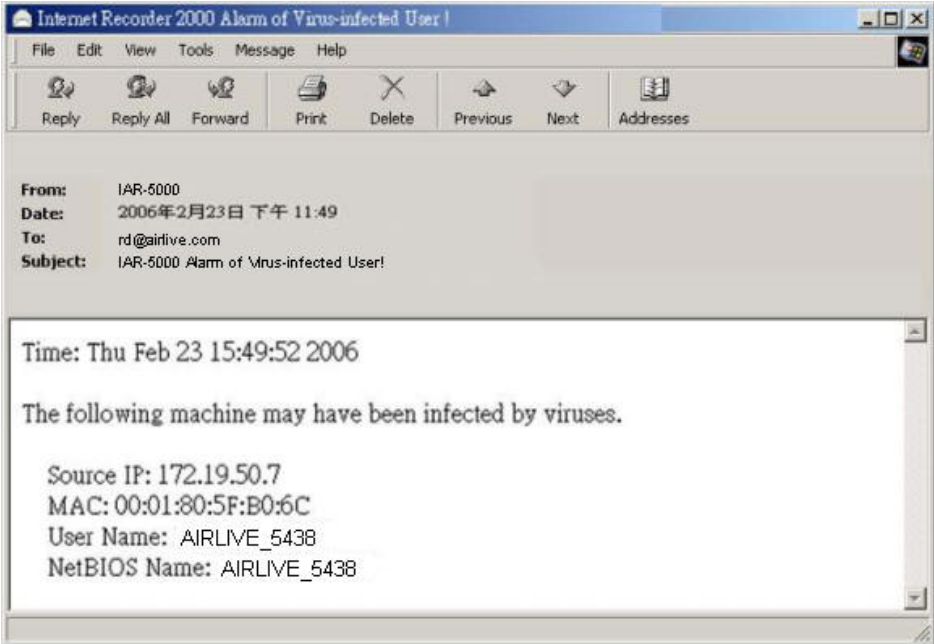 Internet Recorder 2000 Alarm of Virus-infected User !
File Edit View Tools Message Help
Reply Reply All Forward Print Delete Previous Next Addresses
From: IAR-5000
Date: 2006年2月23日 下午 11:49
To: rd@airlive.com
Subject: IAR-5000 Alarm of Virus-infected User!
Time: Thu Feb 23 15:49:52 2006
The following machine may have been infected by viruses.
Source IP: 172.19.50.7
MAC: 00:01:80:5F:B0:6C
User Name: AIRLIVE_5438
NetBIOS Name: AIRLIVE_5438